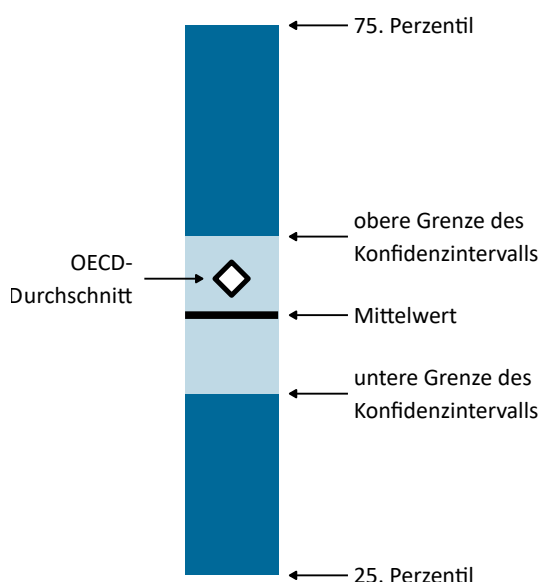 75. Perzentil
obere Grenze des
Konfidenzintervalls
OECD-
Durchschnitt
Mittelwert
untere Grenze des
Konfidenzintervalls
25. Perzentil